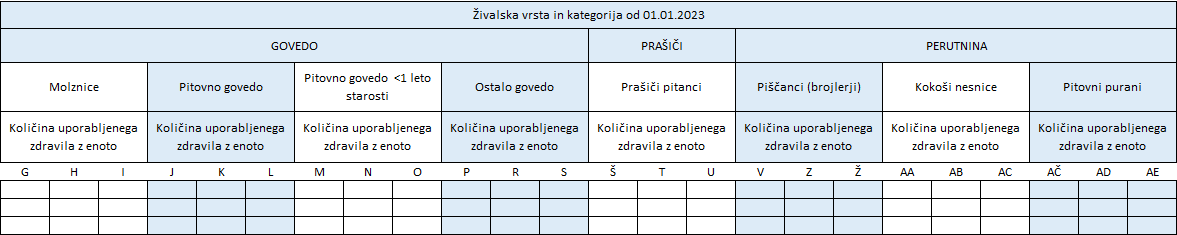 Živalska vrsta in kategorija od 01.01.2023
GOVEDO PRAŠIČI PERUTNINA
Molznice Pitovno govedo Pitovno govedo <1 leto starosti Ostalo govedo Prašiči pitanci Piščanci (brojlerji) Kokoši nesnice Pitovni purani
Količina uporabljenega zdravila z enoto Količina uporabljenega zdravila z enoto Količina uporabljenega zdravila z enoto Količina uporabljenega zdravila z enoto Količina uporabljenega zdravila z enoto Količina uporabljenega zdravila z enoto Količina uporabljenega zdravila z enoto Količina uporabljenega zdravila z enoto
G H I J K L M N O P R S Š T U V Z Ž AA AB AC AČ AD AE